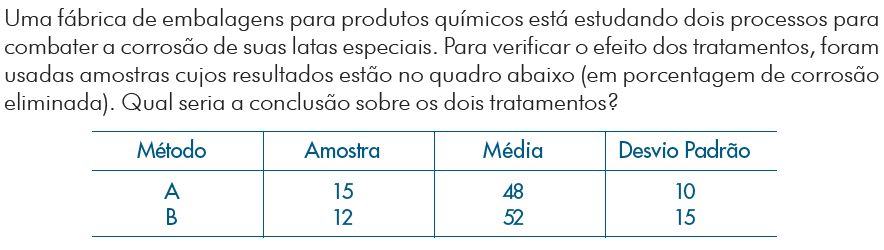 Uma fábrica de embalagens para produtos químicos está estudando dois processos para
combater a corrosão de suas latas especiais. Para verificar o efeito dos tratamentos, foram
usadas amostras cujos resultados estão no quadro abaixo (em porcentagem de corrosão
eliminada). Qual seria a conclusão sobre os dois tratamentos?
Método Amostra Média Desvio Padrão
A 15 48 10
B 12 52 15